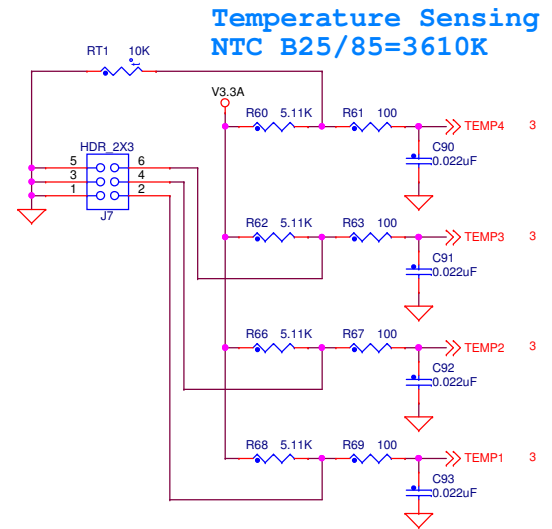 Temperature Sensing
NTC B25/85=3610K
RT1 10K
V3.3A
R60 5.11K R61 100
TEMP4 3
C90
0.022uF
HDR_2X3
5 6
3 4
1 2
J7
R62 5.11K R63 100
TEMP3 3
C91
0.022uF
R66 5.11K R67 100
TEMP2 3
C92
0.022uF
R68 5.11K R69 100
TEMP1 3
C93
0.022uF